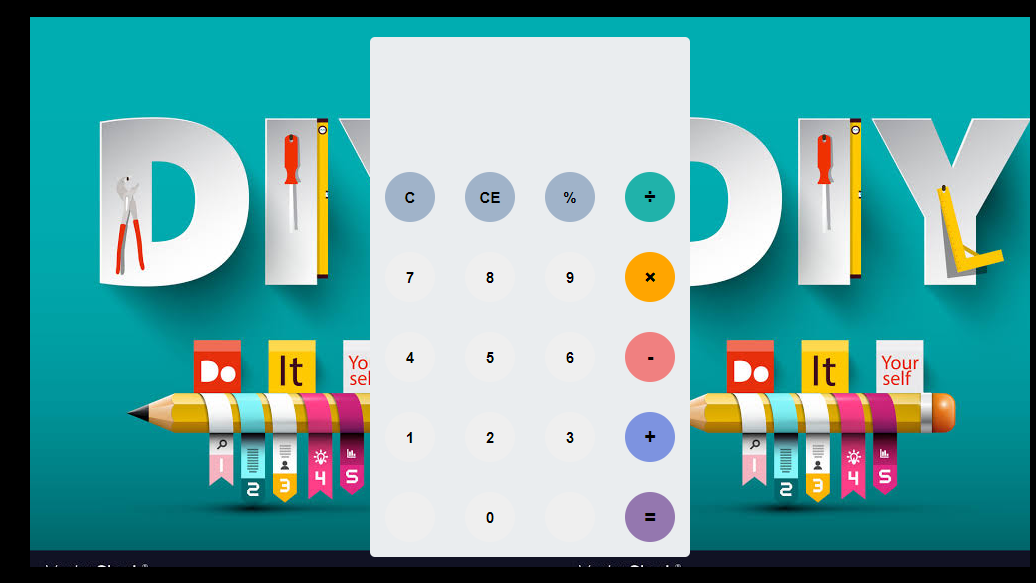 DIY
DIY
C CE % ÷
7 8 9 ×
4 5 6 -
1 2 3 +
0 =
Do It
Your
self
1 2 3 4 5
Do It Your
self
1 2 3 4 5